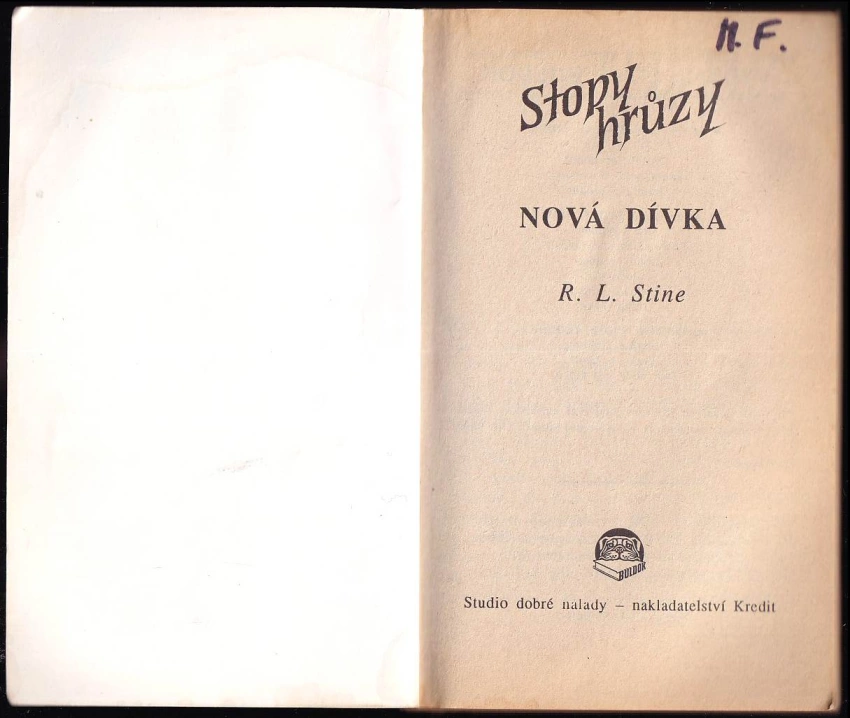 M. F.
Stopy
hrůzy
NOVÁ DÍVKA
R. L. Stine
BULDOK
Studio dobré nálady – nakladatelství Kredit